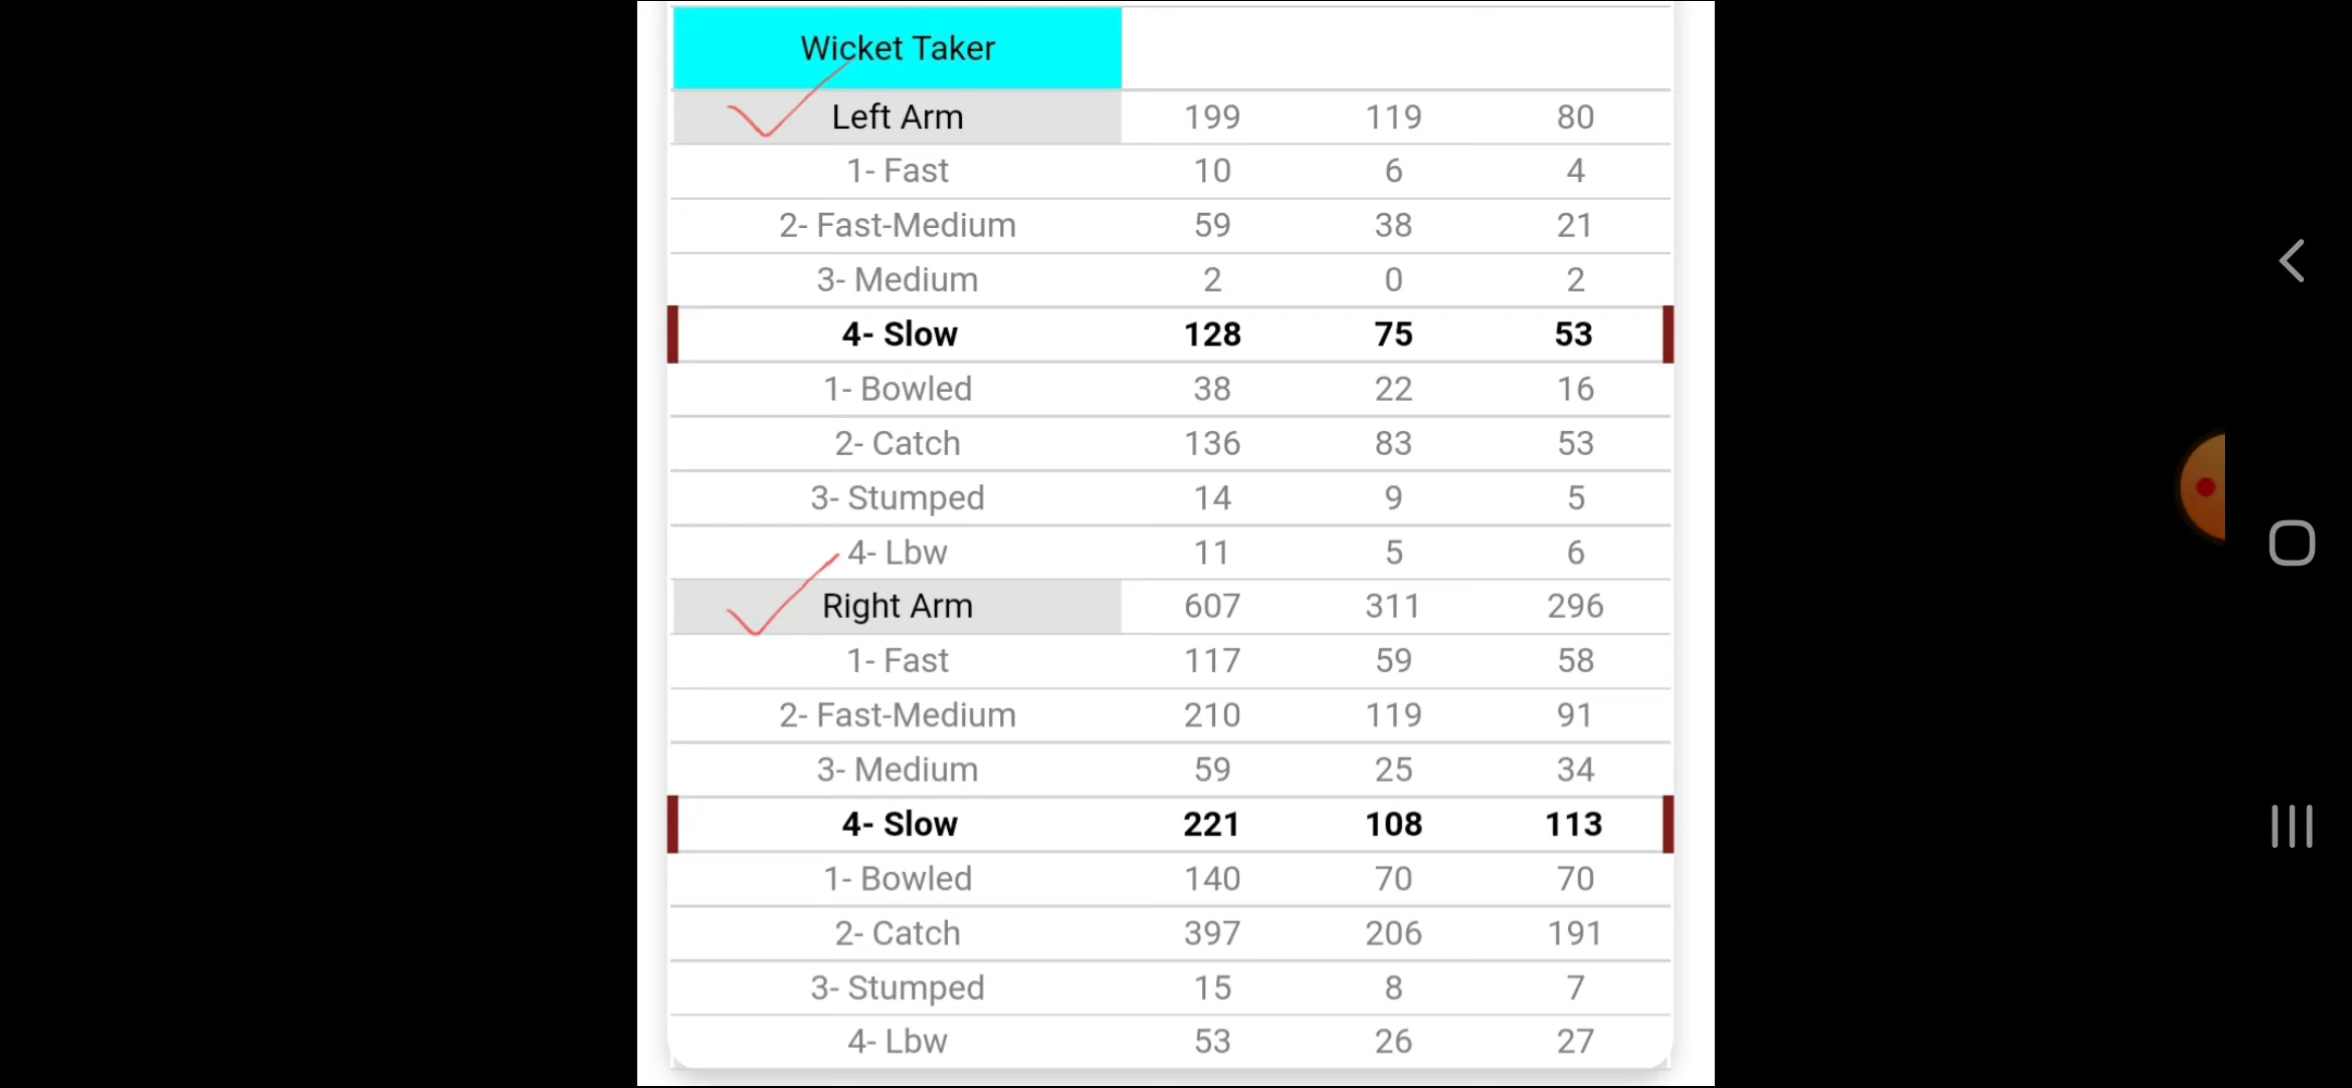 Wicket Taker
Left Arm 199 119 80
1- Fast 10 6 4
2- Fast-Medium 59 38 21
3- Medium 2 0 2
4- Slow 128 75 53
1- Bowled 38 22 16
2- Catch 136 83 53
3- Stumped 14 9 5
4- Lbw 11 5 6
Right Arm 607 311 296
1- Fast 117 59 58
2- Fast-Medium 210 119 91
3- Medium 59 25 34
4- Slow 221 108 113
1- Bowled 140 70 70
2- Catch 397 206 191
3- Stumped 15 8 7
4- Lbw 53 26 27